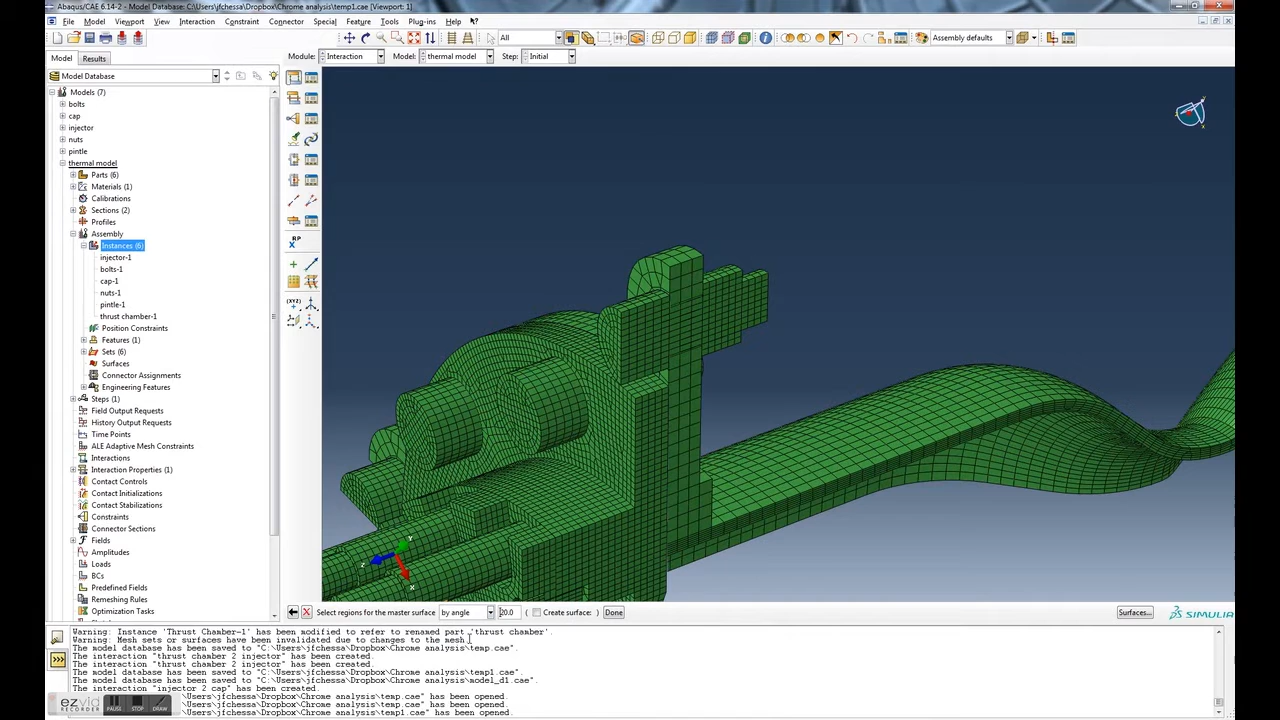 Abaqus/CAE 6.14-2 - Model Database: C:\Users\jfchessa\Dropbox\Chrome analysis\temp1.cae [Viewport: 1]
File Model Viewport View Interaction Constraint Connector Special Feature Tools Plug-ins Help
All Assembly defaults
Model Results Module: Interaction Model: thermal model Step: Initial
Model Database
Models (7)
bolts
cap
injector
nuts
pintle
thermal model
Parts (6)
Materials (1)
Calibrations
Sections (2)
Profiles
Assembly
Instances (6)
RP
injector-1
bolts-1
cap-1
nuts-1
(XYZ)
pintle-1
thrust chamber-1
Position Constraints
Features (1)
Sets (6)
Surfaces
Connector Assignments
Engineering Features
Steps (1)
Field Output Requests
History Output Requests
Time Points
ALE Adaptive Mesh Constraints
Interactions
Interaction Properties (1)
Contact Controls
Contact Initializations
Contact Stabilizations
Constraints
Connector Sections
Fields
Y
Amplitudes
Loads
Z
BCs
X
Predefined Fields
Remeshing Rules
Optimization Tasks
Select regions for the master surface by angle 20.0 ( Create surface: ) Done Surfaces... SIMULIA
Warning: Instance 'Thrust Chamber-1' has been modified to refer to renamed part 'thrust chamber'.
Warning: Mesh sets or surfaces have been invalidated due to changes to the mesh.
The model database has been saved to "C:\Users\jfchessa\Dropbox\Chrome analysis\temp.cae".
The interaction "thrust chamber 2 injector" has been created.
The interaction "thrust chamber 2 injector" has been created.
The model database has been saved to "C:\Users\jfchessa\Dropbox\Chrome analysis\temp1.cae".
The model database has been saved to "C:\Users\jfchessa\Dropbox\Chrome analysis\model_d1.cae".
The interaction "injector 2 cap" has been created.
\Users\jfchessa\Dropbox\Chrome analysis\temp.cae" has been opened.
\Users\jfchessa\Dropbox\Chrome analysis\temp.cae" has been opened.
\Users\jfchessa\Dropbox\Chrome analysis\temp1.cae" has been opened.
ezvid
RECORDER PAUSE STOP DRAW